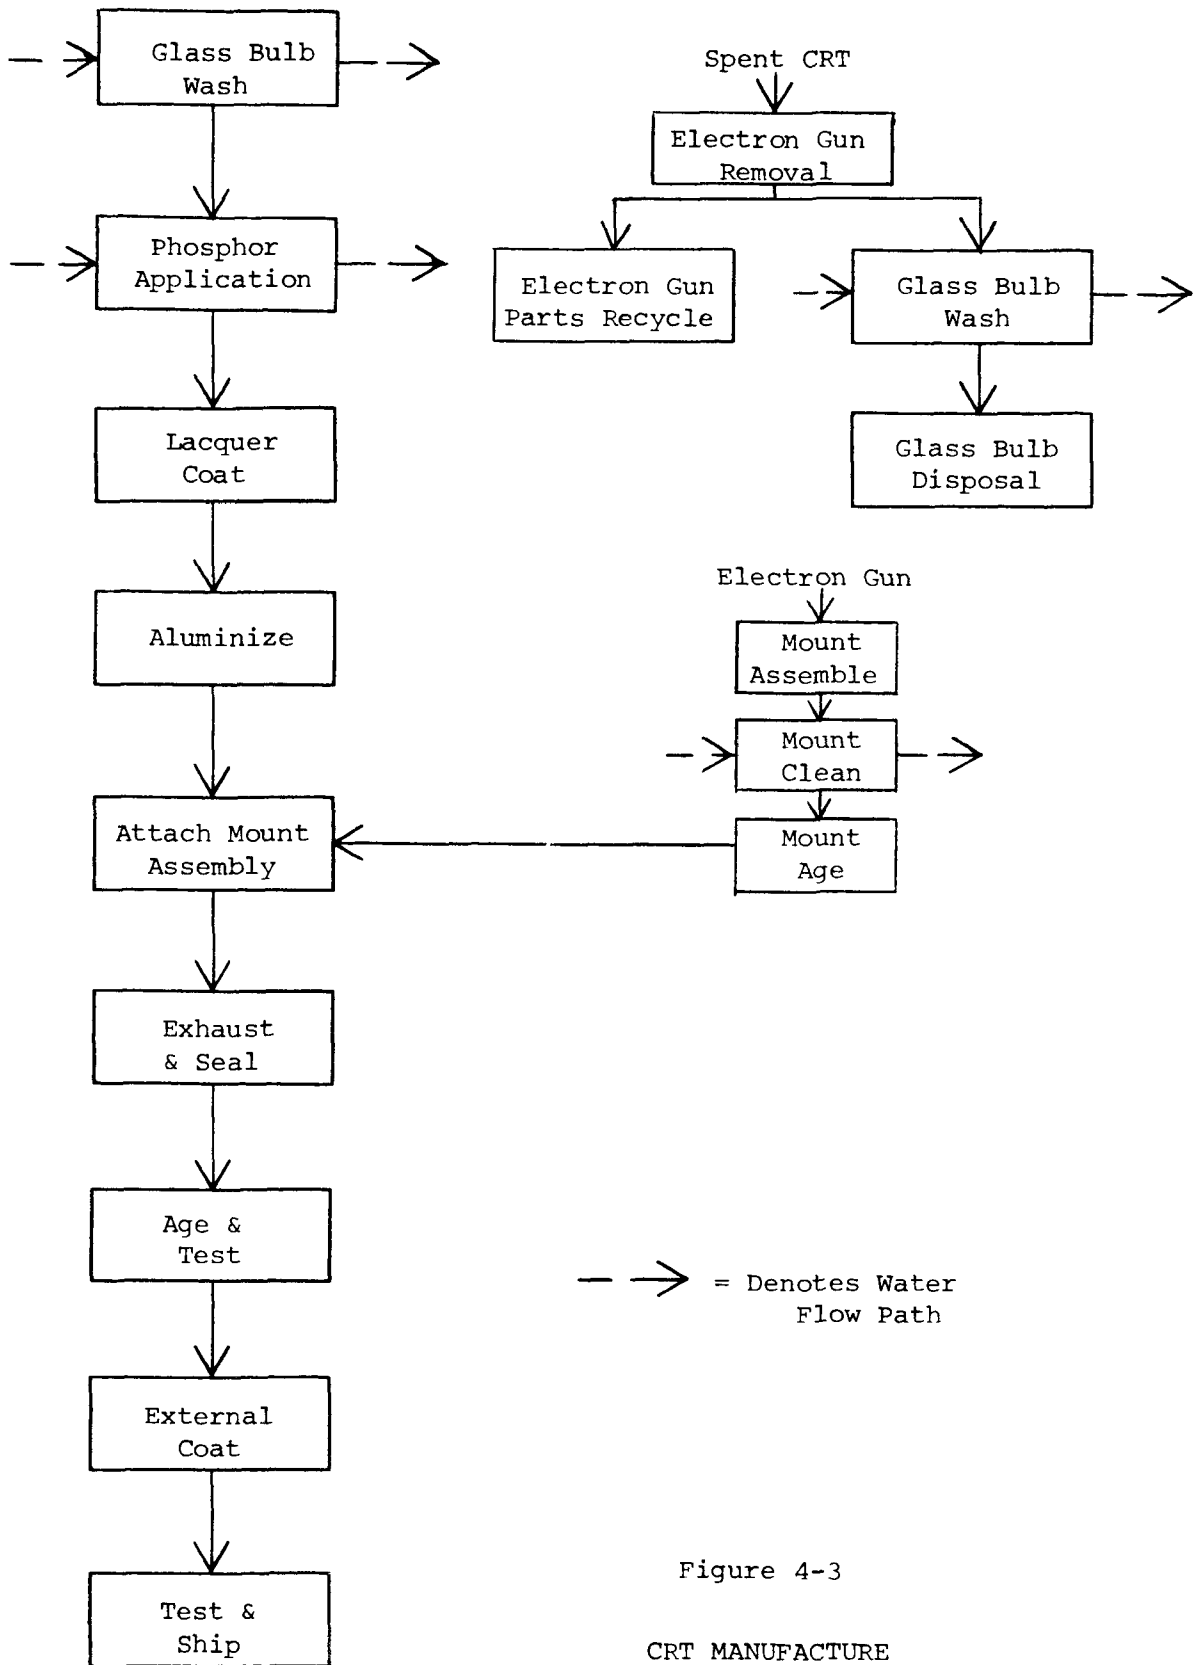 Glass Bulb
Wash
Phosphor
Application
Lacquer
Coat
Aluminize
Attach Mount
Assembly
Exhaust
& Seal
Age &
Test
External
Coat
Test &
Ship
Spent CRT
Electron Gun
Removal
Electron Gun
Parts Recycle
Glass Bulb
Wash
Glass Bulb
Disposal
Electron Gun
Mount
Assemble
Mount
Clean
Mount
Age
= Denotes Water
Flow Path
Figure 4-3
CRT MANUFACTURE